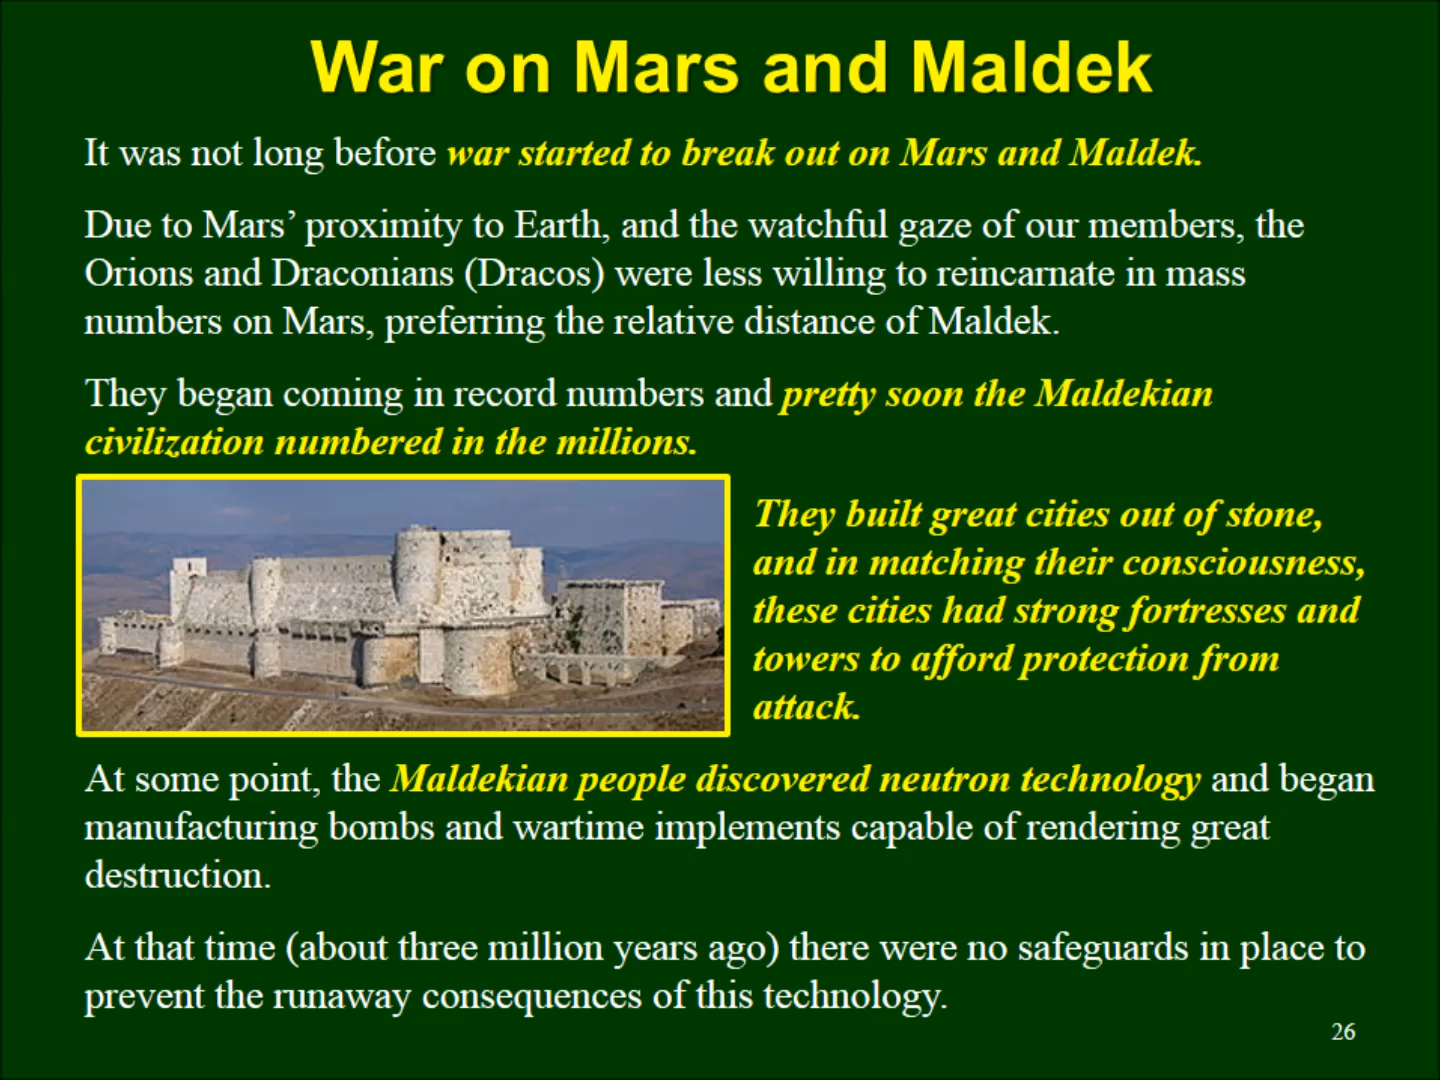 War on Mars and Maldek
It was not long before war started to break out on Mars and Maldek.
Due to Mars’ proximity to Earth, and the watchful gaze of our members, the
Orions and Draconians (Dracos) were less willing to reincarnate in mass
numbers on Mars, preferring the relative distance of Maldek.
They began coming in record numbers and pretty soon the Maldekian
civilization numbered in the millions.
They built great cities out of stone,
and in matching their consciousness,
these cities had strong fortresses and
towers to afford protection from
attack.
At some point, the Maldekian people discovered neutron technology and began
manufacturing bombs and wartime implements capable of rendering great
destruction.
At that time (about three million years ago) there were no safeguards in place to
prevent the runaway consequences of this technology.
26